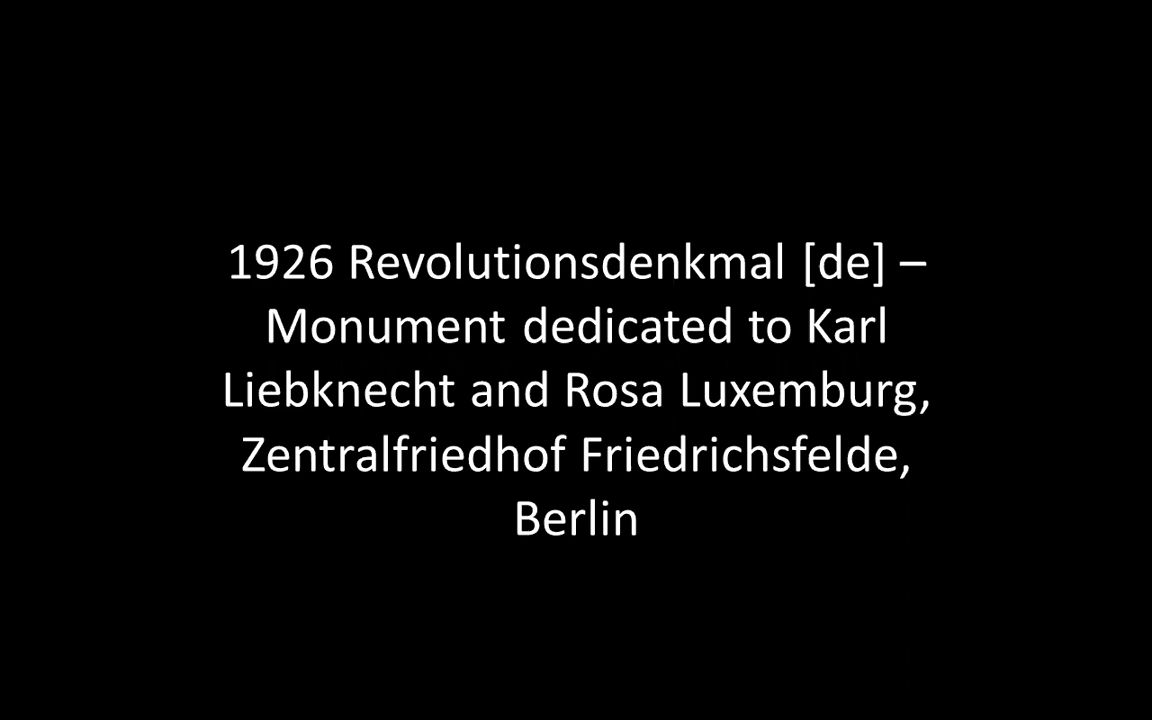 1926 Revolutionsdenkmal [de] –
Monument dedicated to Karl
Liebknecht and Rosa Luxemburg,
Zentralfriedhof Friedrichsfelde,
Berlin